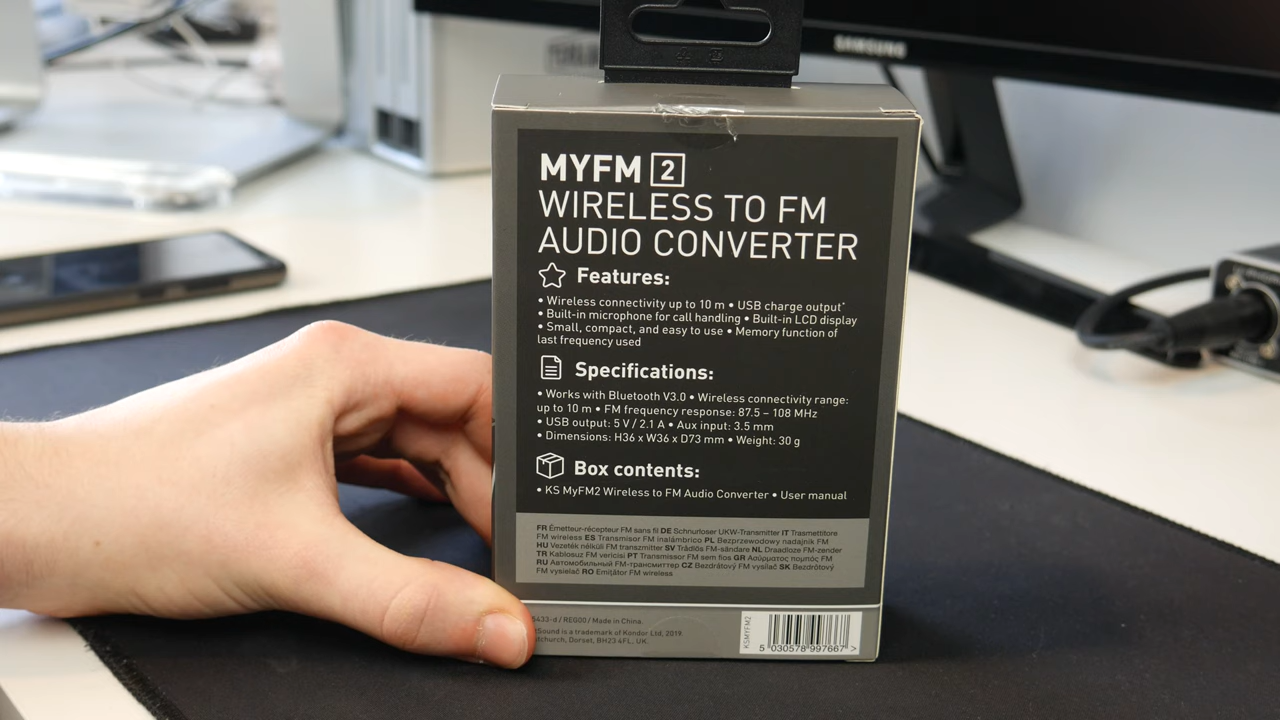 SAMSUNG
MYFM 2
WIRELESS TO FM
AUDIO CONVERTER
Features:
• Wireless connectivity up to 10 m • USB charge output*
• Built-in microphone for call handling • Built-in LCD display
• Small, compact, and easy to use • Memory function of
last frequency used
Specifications:
• Works with Bluetooth V3.0 • Wireless connectivity range:
up to 10 m • FM frequency response: 87.5 – 108 MHz
• USB output: 5 V / 2.1 A • Aux input: 3.5 mm
• Dimensions: H36 x W36 x D73 mm • Weight: 30 g
Box contents:
• KS MyFM2 Wireless to FM Audio Converter • User manual
FR Émetteur-récepteur FM sans fil DE Schnurloser UKW-Transmitter IT Trasmettitore
FM wireless ES Transmisor FM inalámbrico PL Bezprzewodowy nadajnik FM
HU Vezeték nélküli FM transzmitter SV Trådlös FM-sändare NL Draadloze FM-zender
TR Kablosuz FM vericisi PT Transmissor FM sem fios GR Ασύρματος πομπός FM
RU Автомобильный FM-трансмиттер CZ Bezdrátový FM vysílač SK Bezdrôtový
FM vysielač RO Emițător FM wireless
5433-d / REG00 / Made in China.
Sound is a trademark of Kondor Ltd, 2019.
tchurch, Dorset, BH23 4FL, UK.
KSMYFM2
5 030578 997667 >